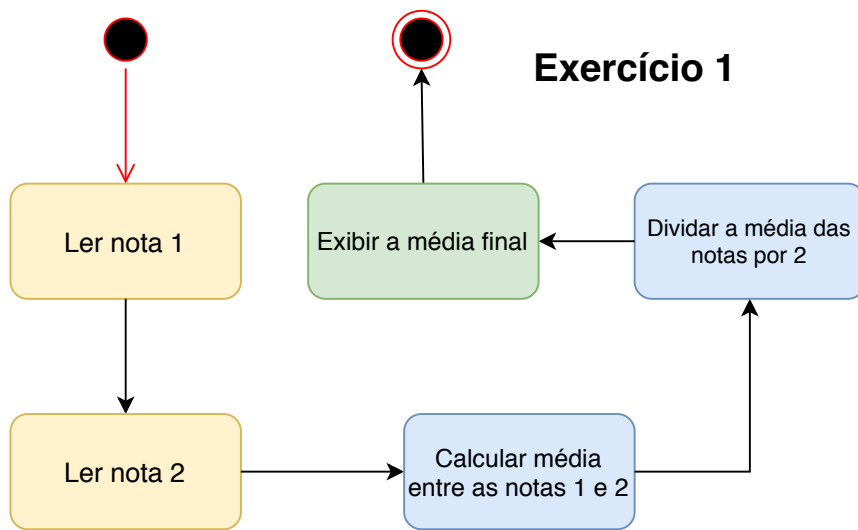 Exercício 1
Ler nota 1
Ler nota 2
Calcular média
entre as notas 1 e 2
Dividar a média das
notas por 2
Exibir a média final